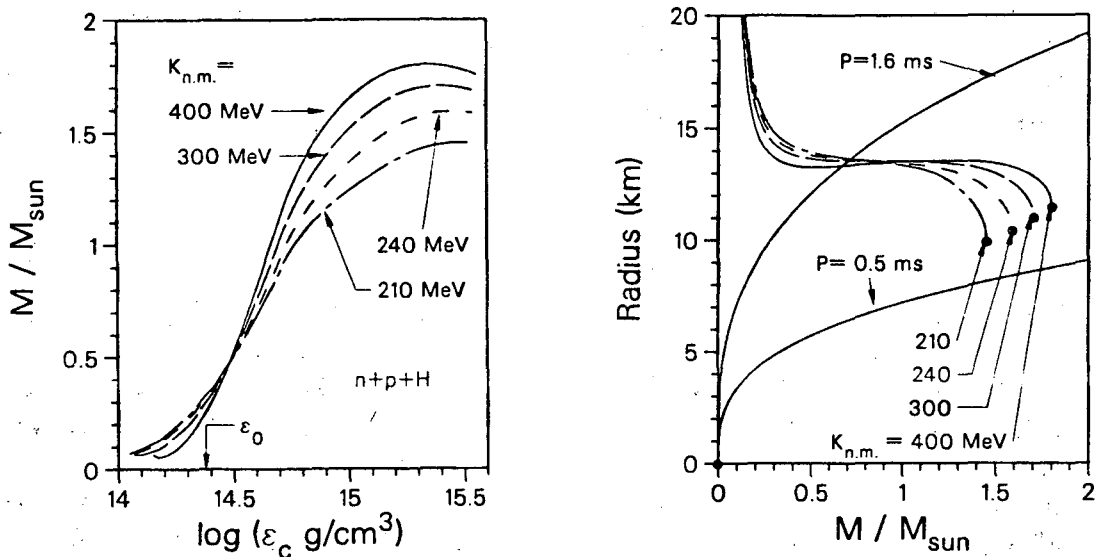 2
1.5
1
0.5
0
M / M_sun
K_n.m. =
400 MeV
300 MeV
240 MeV
210 MeV
n+p+H
ε_0
14
14.5
15
15.5
log (ε_c g/cm^3)
20
15
10
5
0
Radius (km)
P=1.6 ms
P= 0.5 ms
210
240
300
K_n.m. = 400 MeV
0
0.5
1
1.5
2
M / M_sun